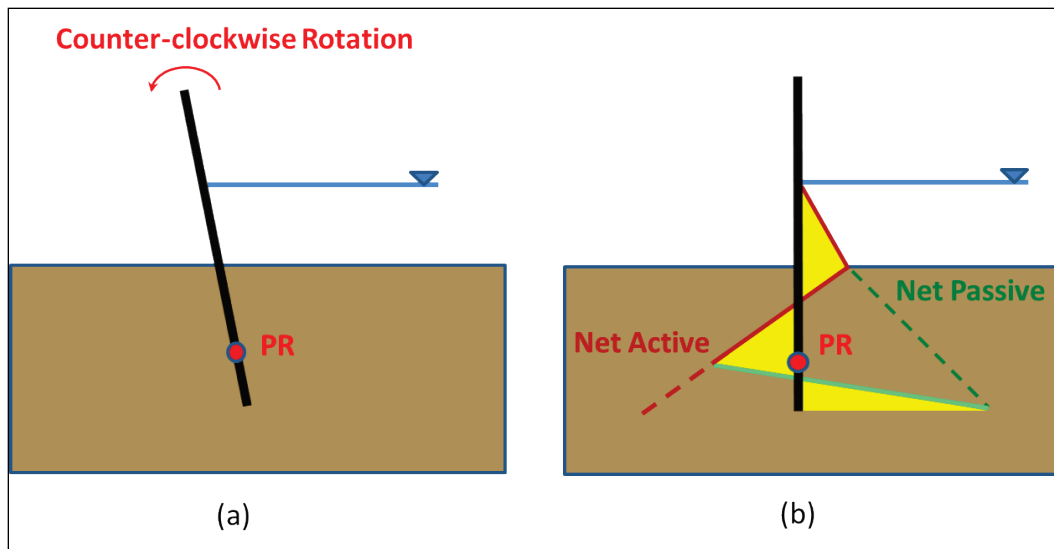 Counter-clockwise Rotation
PR
(a)
Net Passive
Net Active
PR
(b)